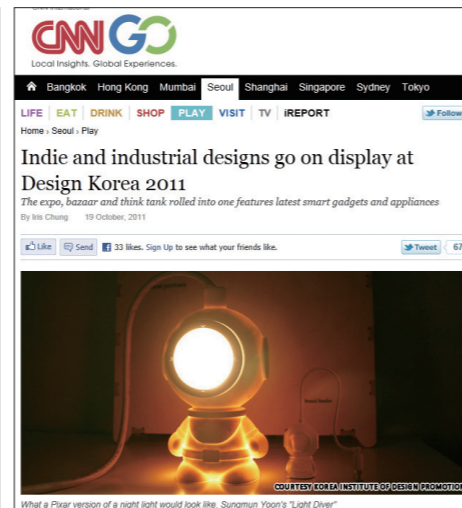 CNN GO
Local Insights. Global Experiences.
Bangkok Hong Kong Mumbai Seoul Shanghai Singapore Sydney Tokyo
LIFE EAT DRINK SHOP PLAY VISIT TV iREPORT Follow
Home › Seoul › Play
Indie and industrial designs go on display at
Design Korea 2011
The expo, bazaar and think tank rolled into one features latest smart gadgets and appliances
By Iris Chung 19 October, 2011
Like Send 33 likes. Sign Up to see what your friends like. Tweet 67
COURTESY KOREA INSTITUTE OF DESIGN PROMOTION
What a Pixar version of a night light would look like. Sungmun Yoon's "Light Diver"